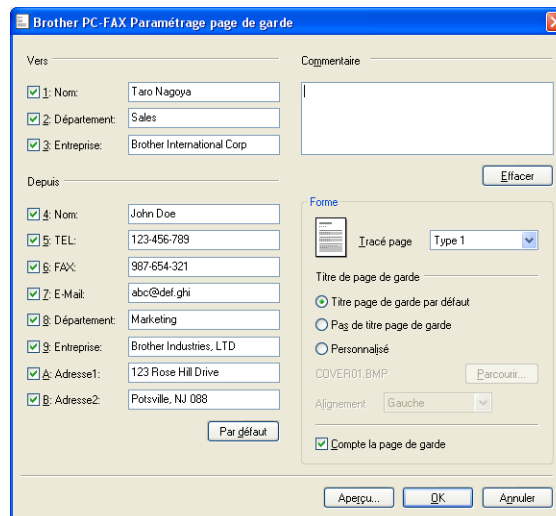 Brother PC-FAX Paramétrage page de garde
Vers
1: Nom: Taro Nagoya
2: Département: Sales
3: Entreprise: Brother International Corp
Depuis
4: Nom: John Doe
5: TEL: 123-456-789
6: FAX: 987-654-321
7: E-Mail: abc@def.ghi
8: Département: Marketing
9: Entreprise: Brother Industries, LTD
A: Adresse1: 123 Rose Hill Drive
B: Adresse2: Potsville, NJ 088
Par défaut
Commentaire
Effacer
Forme
Tracé page Type 1
Titre de page de garde
Titre page de garde par défaut
Pas de titre page de garde
Personnalisé
COVER01.BMP Parcourir...
Alignement Gauche
Compte la page de garde
Aperçu... OK Annuler